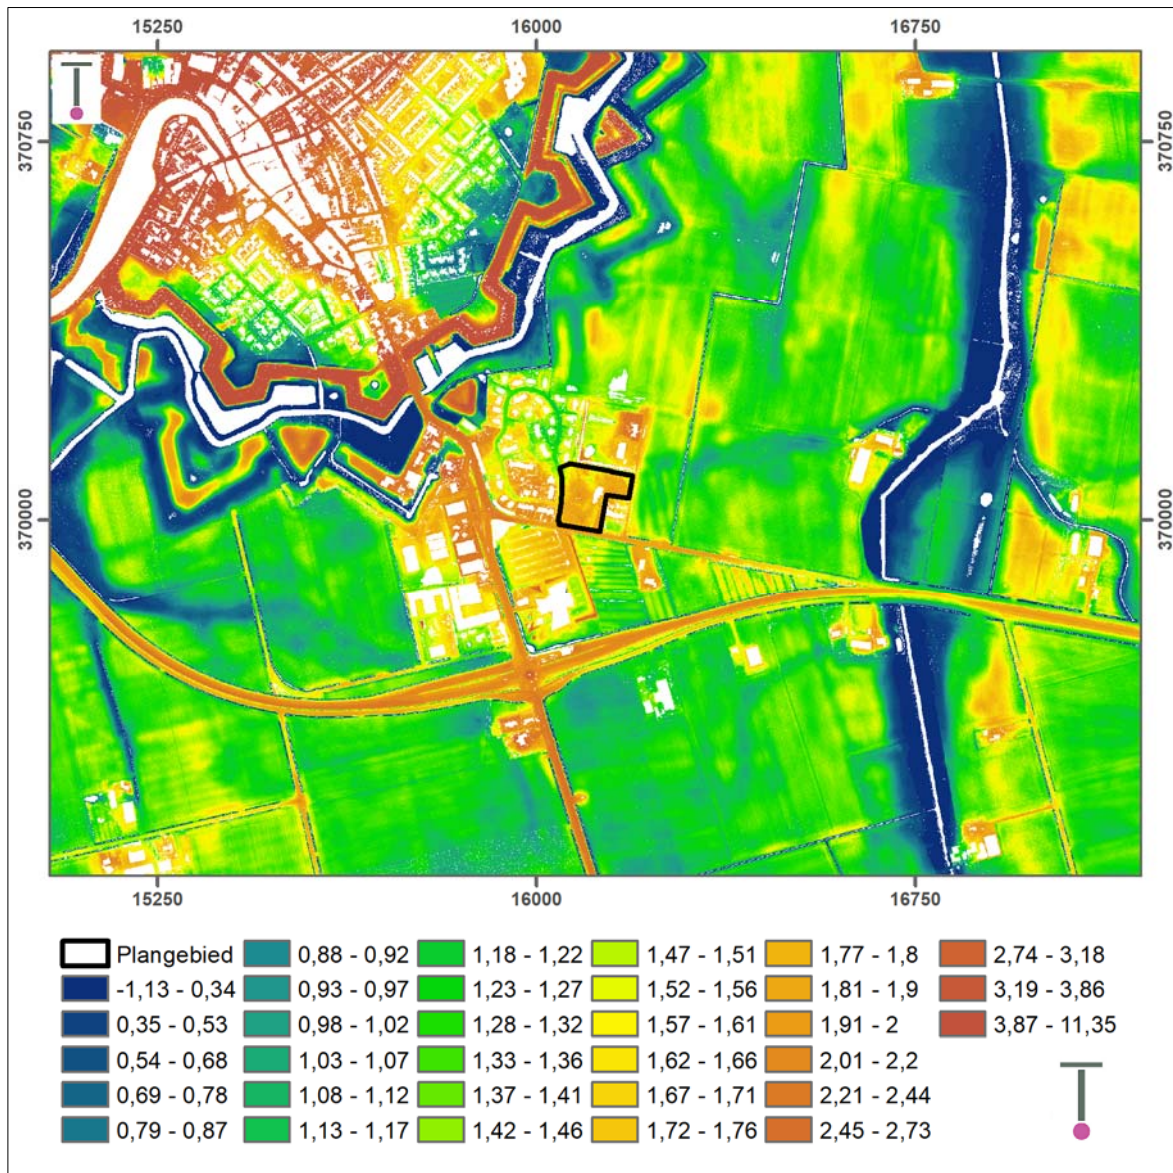 15250 16000 16750
370750 370750
370000 370000
15250 16000 16750
Plangebied 0,88 - 0,92 1,18 - 1,22 1,47 - 1,51 1,77 - 1,8 2,74 - 3,18
-1,13 - 0,34 0,93 - 0,97 1,23 - 1,27 1,52 - 1,56 1,81 - 1,9 3,19 - 3,86
0,35 - 0,53 0,98 - 1,02 1,28 - 1,32 1,57 - 1,61 1,91 - 2 3,87 - 11,35
0,54 - 0,68 1,03 - 1,07 1,33 - 1,36 1,62 - 1,66 2,01 - 2,2
0,69 - 0,78 1,08 - 1,12 1,37 - 1,41 1,67 - 1,71 2,21 - 2,44
0,79 - 0,87 1,13 - 1,17 1,42 - 1,46 1,72 - 1,76 2,45 - 2,73